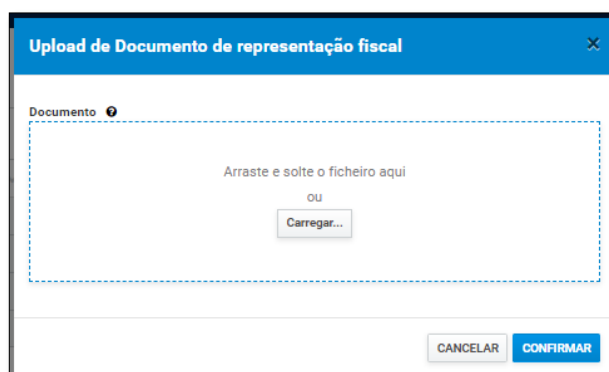 Upload de Documento de representação fiscal
Documento
Arraste e solte o ficheiro aqui
ou
Carregar...
CANCELAR
CONFIRMAR